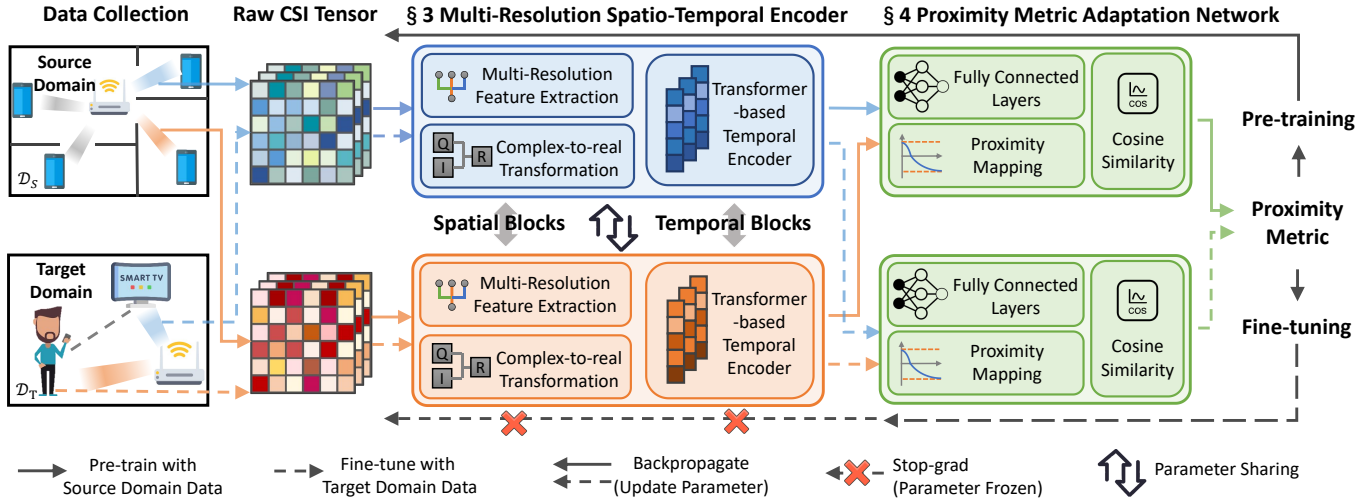 Data Collection
Raw CSI Tensor
§ 3 Multi-Resolution Spatio-Temporal Encoder
§ 4 Proximity Metric Adaptation Network
Source
Domain
𝒟S
Multi-Resolution
Feature Extraction
Q
I
R
Complex-to-real
Transformation
Transformer
-based
Temporal
Encoder
Fully Connected
Layers
Proximity
Mapping
COS
Cosine
Similarity
Pre-training
Spatial Blocks
Temporal Blocks
Proximity
Metric
Target
Domain
SMART TV
𝒟T
Multi-Resolution
Feature Extraction
Q
I
R
Complex-to-real
Transformation
Transformer
-based
Temporal
Encoder
Fully Connected
Layers
Proximity
Mapping
COS
Cosine
Similarity
Fine-tuning
Pre-train with
Source Domain Data
Fine-tune with
Target Domain Data
Backpropagate
(Update Parameter)
Stop-grad
(Parameter Frozen)
Parameter Sharing